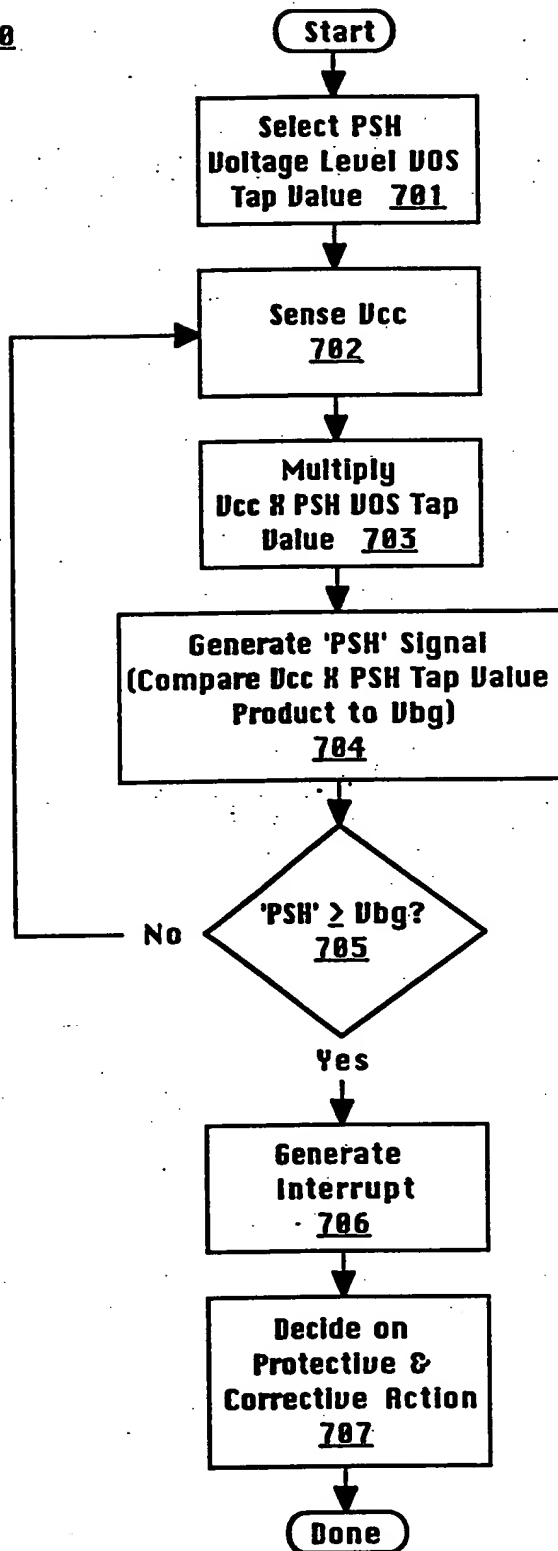 0
Start
Select PSH
Voltage Level VOS
Tap Value 701
Sense Vcc
702
Multiply
Vcc X PSH VOS Tap
Value 703
Generate 'PSH' Signal
(Compare Vcc X PSH Tap Value
Product to Vbg)
704
'PSH' ≥ Vbg?
705
No
Yes
Generate
Interrupt
706
Decide on
Protective &
Corrective Action
707
Done